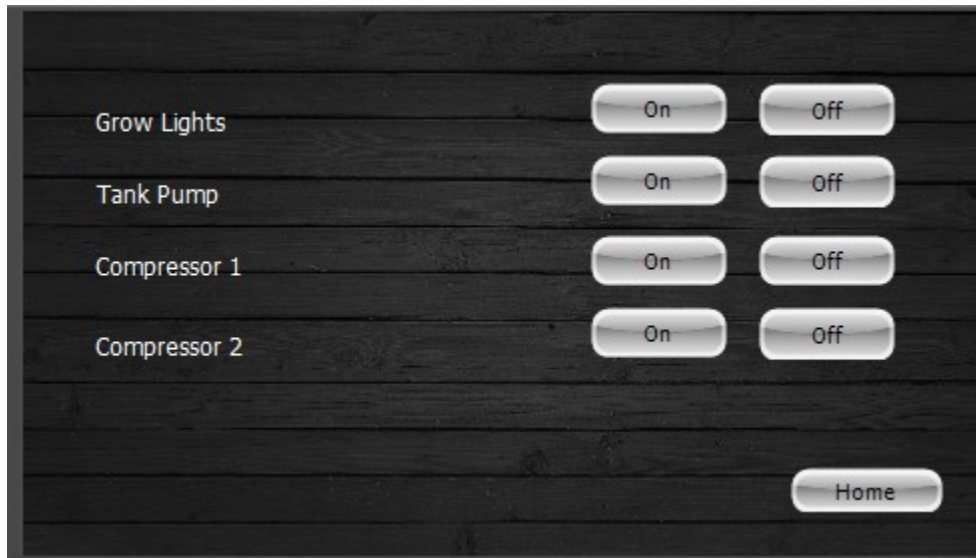 Grow Lights On Off
Tank Pump On Off
Compressor 1 On Off
Compressor 2 On Off
Home